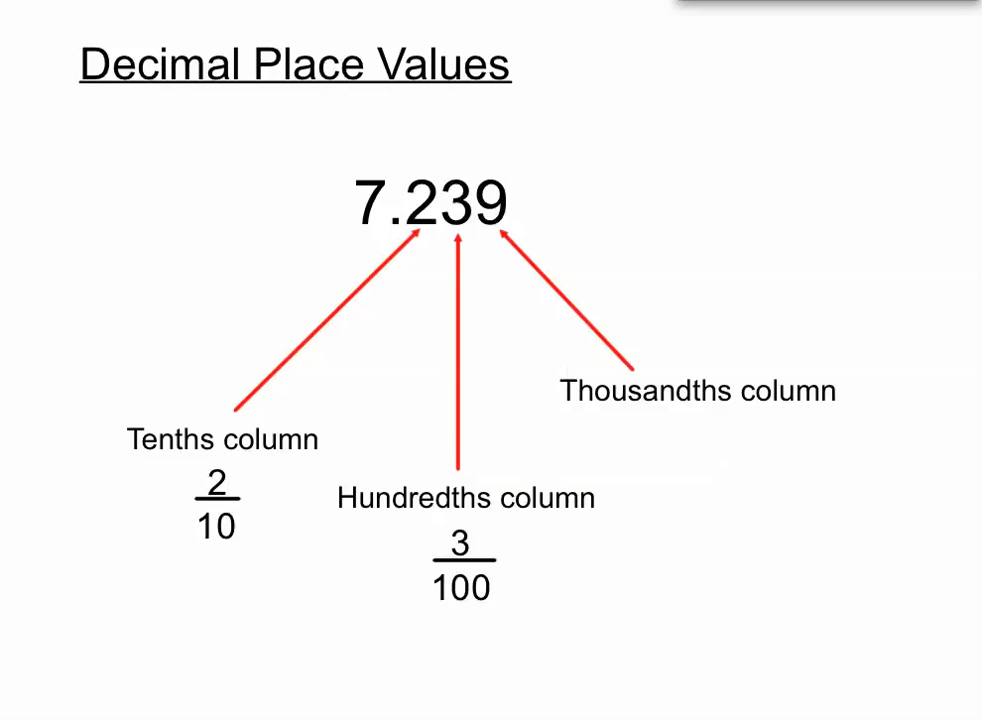 Decimal Place Values
7.239
Thousandths column
Tenths column
2
10
Hundredths column
3
100